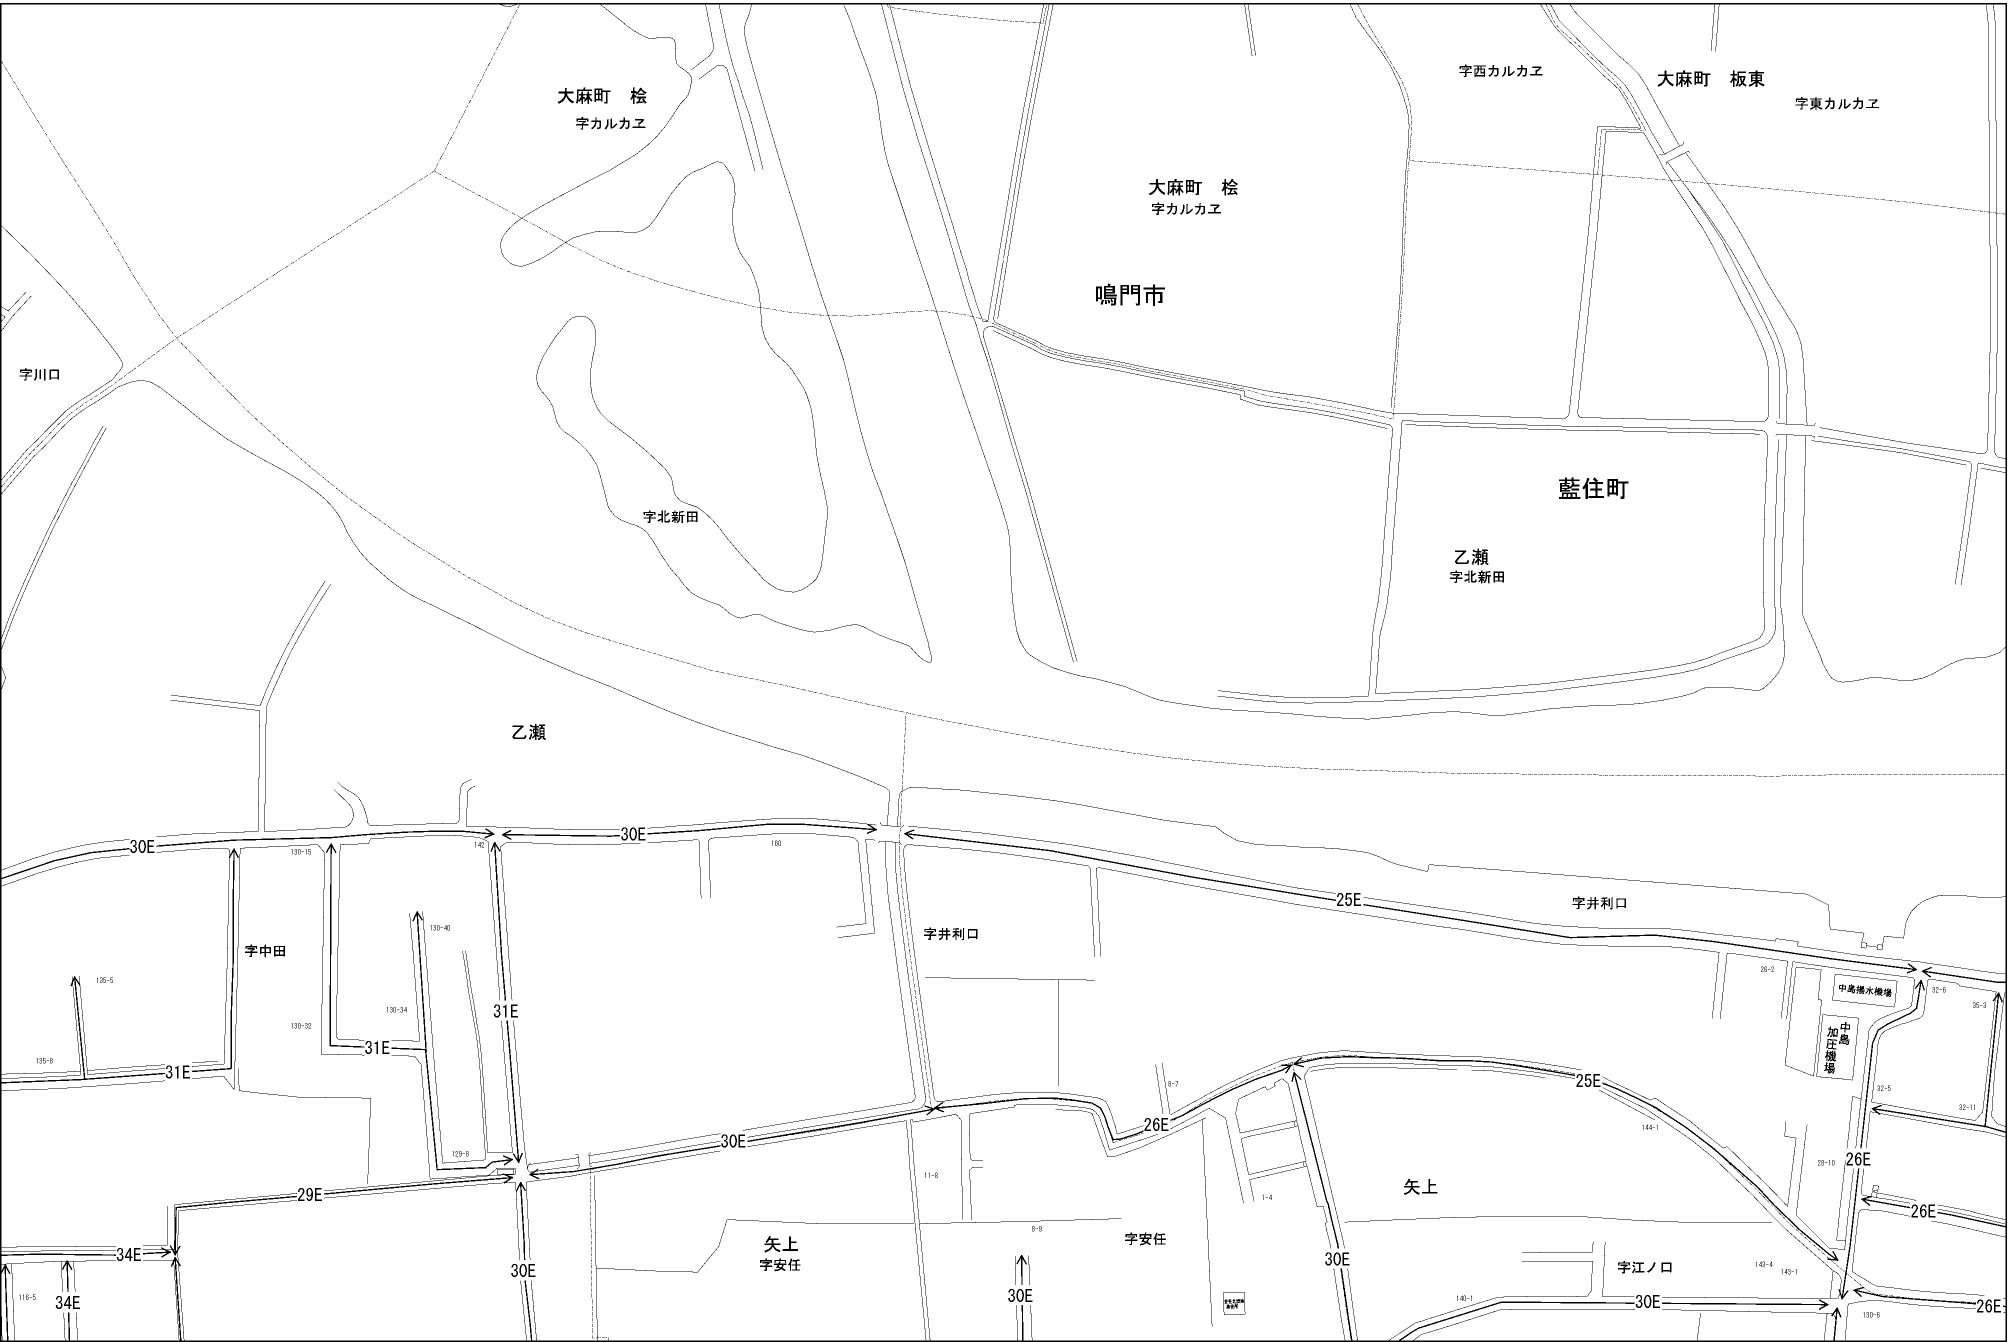 字西カルカヱ
大麻町　板東
大麻町　桧
字東カルカヱ
字カルカヱ
大麻町　桧
字カルカヱ
鳴門市
字川口
藍住町
字北新田
乙瀬
字北新田
乙瀬
30E
30E
142
160
130-15
25E
字井利口
130-40
字井利口
字中田
26-2
135-5
中島揚水機場
32-6
35-3
31E
130-34
130-32
中島
加圧機場
31E
135-6
31E
25E
8-7
32-5
32-11
26E
144-1
30E
129-8
26E
28-10
11-8
矢上
29E
1-4
26E
8-9
字安任
矢上
34E
30E
字安任
30E
字江ノ口
143-4
143-1
116-5
34E
30E
140-1
30E
26E
130-6